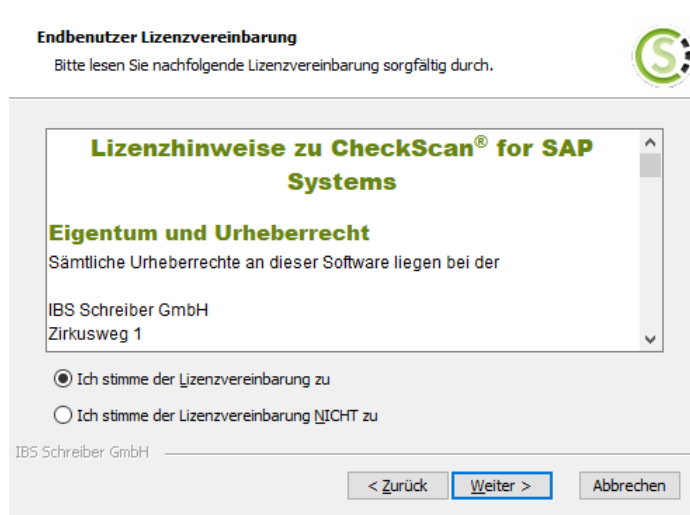 Endbenutzer Lizenzvereinbarung
Bitte lesen Sie nachfolgende Lizenzvereinbarung sorgfältig durch.
S
Lizenzhinweise zu CheckScan® for SAP
Systems
Eigentum und Urheberrecht
Sämtliche Urheberrechte an dieser Software liegen bei der
IBS Schreiber GmbH
Zirkusweg 1
Ich stimme der Lizenzvereinbarung zu
Ich stimme der Lizenzvereinbarung NICHT zu
IBS Schreiber GmbH
< Zurück Weiter > Abbrechen